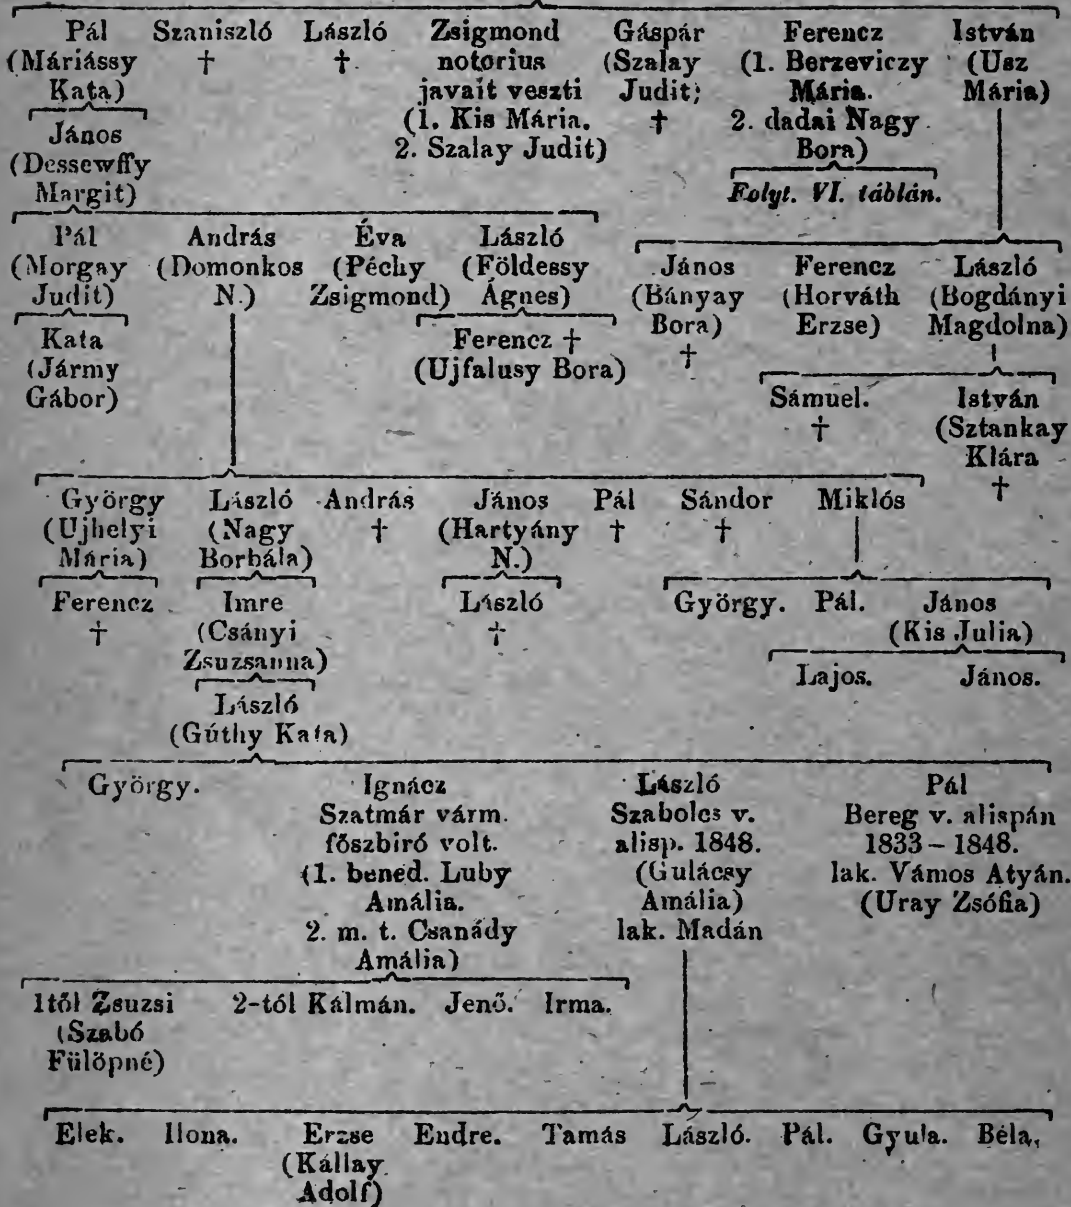 Pál Szaniszló László Zsigmond Gáspár Ferencz István
(Máriássy † † notorius (Szalay (1. Berzeviczy (Usz
Kata) javait veszti Judit; Mária. Mária)
János (1. Kis Mária. † 2. dadai Nagy
(Dessewffy 2. Szalay Judit) Bora)
Margit) Folyt. VI. táblán.
Pál András Éva László
(Morgay (Domonkos (Péchy (Földessy János Ferencz László
Judit) N.) Zsigmond) Ágnes) (Bányay (Horváth (Bogdányi
Kata Ferencz † Bora) Erzse) Magdolna)
(Jármy (Ujfalusy Bora) †
Gábor) Sámuel. István
† (Sztankay
Klára
György László András János Pál Sándor Miklós †
(Ujhelyi (Nagy † (Hartyány † †
Mária) Borbála) N.)
Ferencz Imre László György. Pál. János
† (Csányi † (Kis Julia)
Zsuzsanna) Lajos. János.
László
(Gúthy Kata)
György. Ignácz László Pál
Szatmár várm. Szabolcs v. Bereg v. alispán
főszbiró volt. alisp. 1848. 1833–1848.
(1. bened. Luby (Gulácsy lak. Vámos Atyán.
Amália. Amália) (Uray Zsófia)
2. m. t. Csanády lak. Madán
Amália)
1től Zsuzsi 2-tól Kálmán. Jenő. Irma.
(Szabó
Fülöpné)
Elek. Ilona. Erzse Endre. Tamás László. Pál. Gyula. Béla,
(Kállay
Adolf)